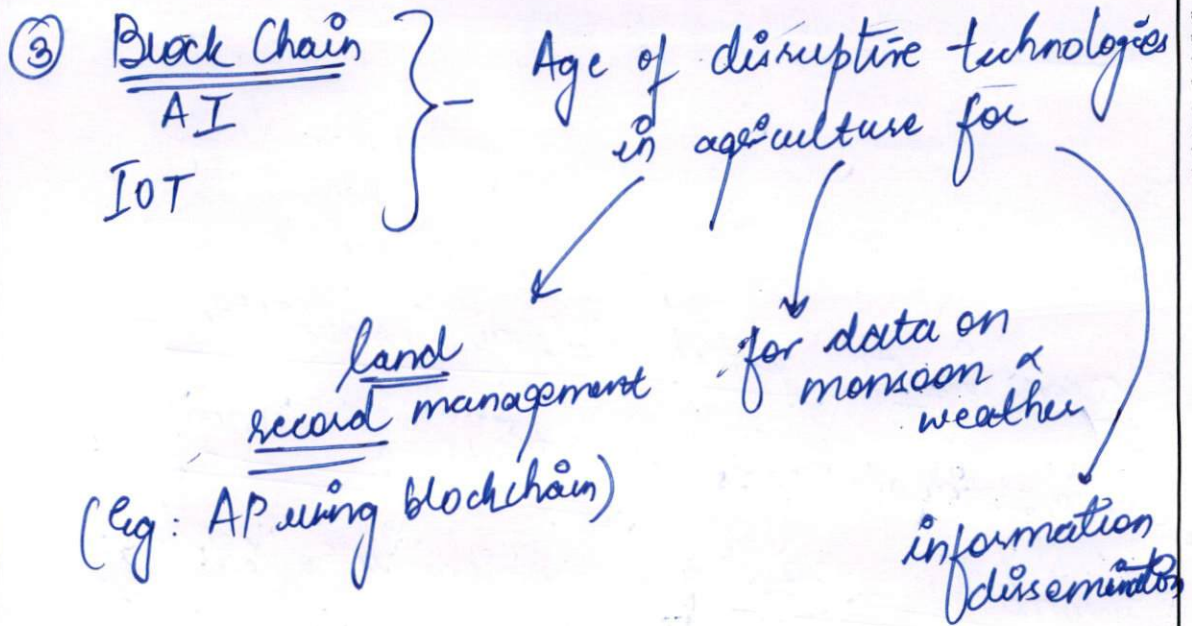 ③ Block Chain
AI
IOT
Age of disruptive technologies
in agriculture for
land
record management
(Eg: AP using blockchain)
for data on
monsoon &
weather
information
dissemination